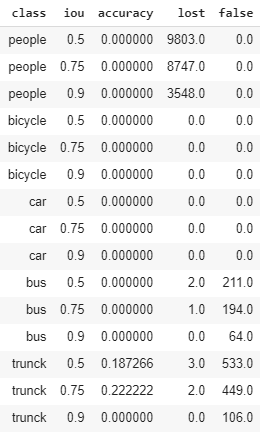 class iou accuracy lost false
people 0.5 0.000000 9803.0 0.0
people 0.75 0.000000 8747.0 0.0
people 0.9 0.000000 3548.0 0.0
bicycle 0.5 0.000000 0.0 0.0
bicycle 0.75 0.000000 0.0 0.0
bicycle 0.9 0.000000 0.0 0.0
car 0.5 0.000000 0.0 0.0
car 0.75 0.000000 0.0 0.0
car 0.9 0.000000 0.0 0.0
bus 0.5 0.000000 2.0 211.0
bus 0.75 0.000000 1.0 194.0
bus 0.9 0.000000 0.0 64.0
trunck 0.5 0.187266 3.0 533.0
trunck 0.75 0.222222 2.0 449.0
trunck 0.9 0.000000 0.0 106.0